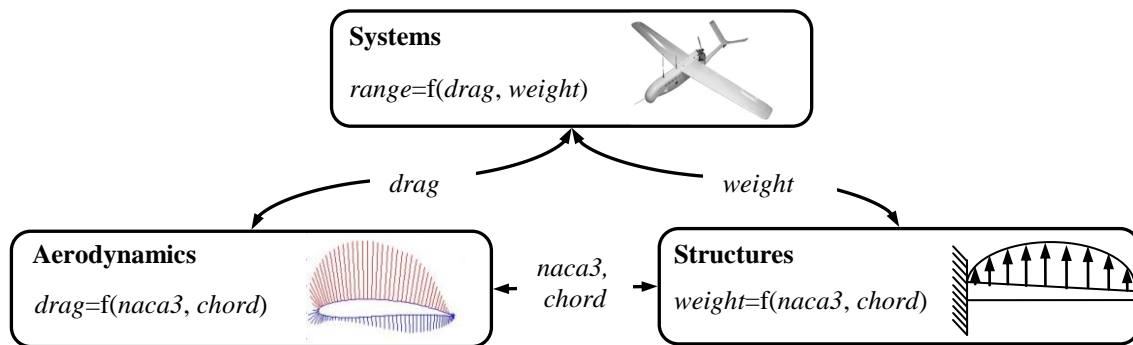 Systems
range=f(drag, weight)
drag
weight
Aerodynamics
drag=f(naca3, chord)
naca3,
chord
Structures
weight=f(naca3, chord)